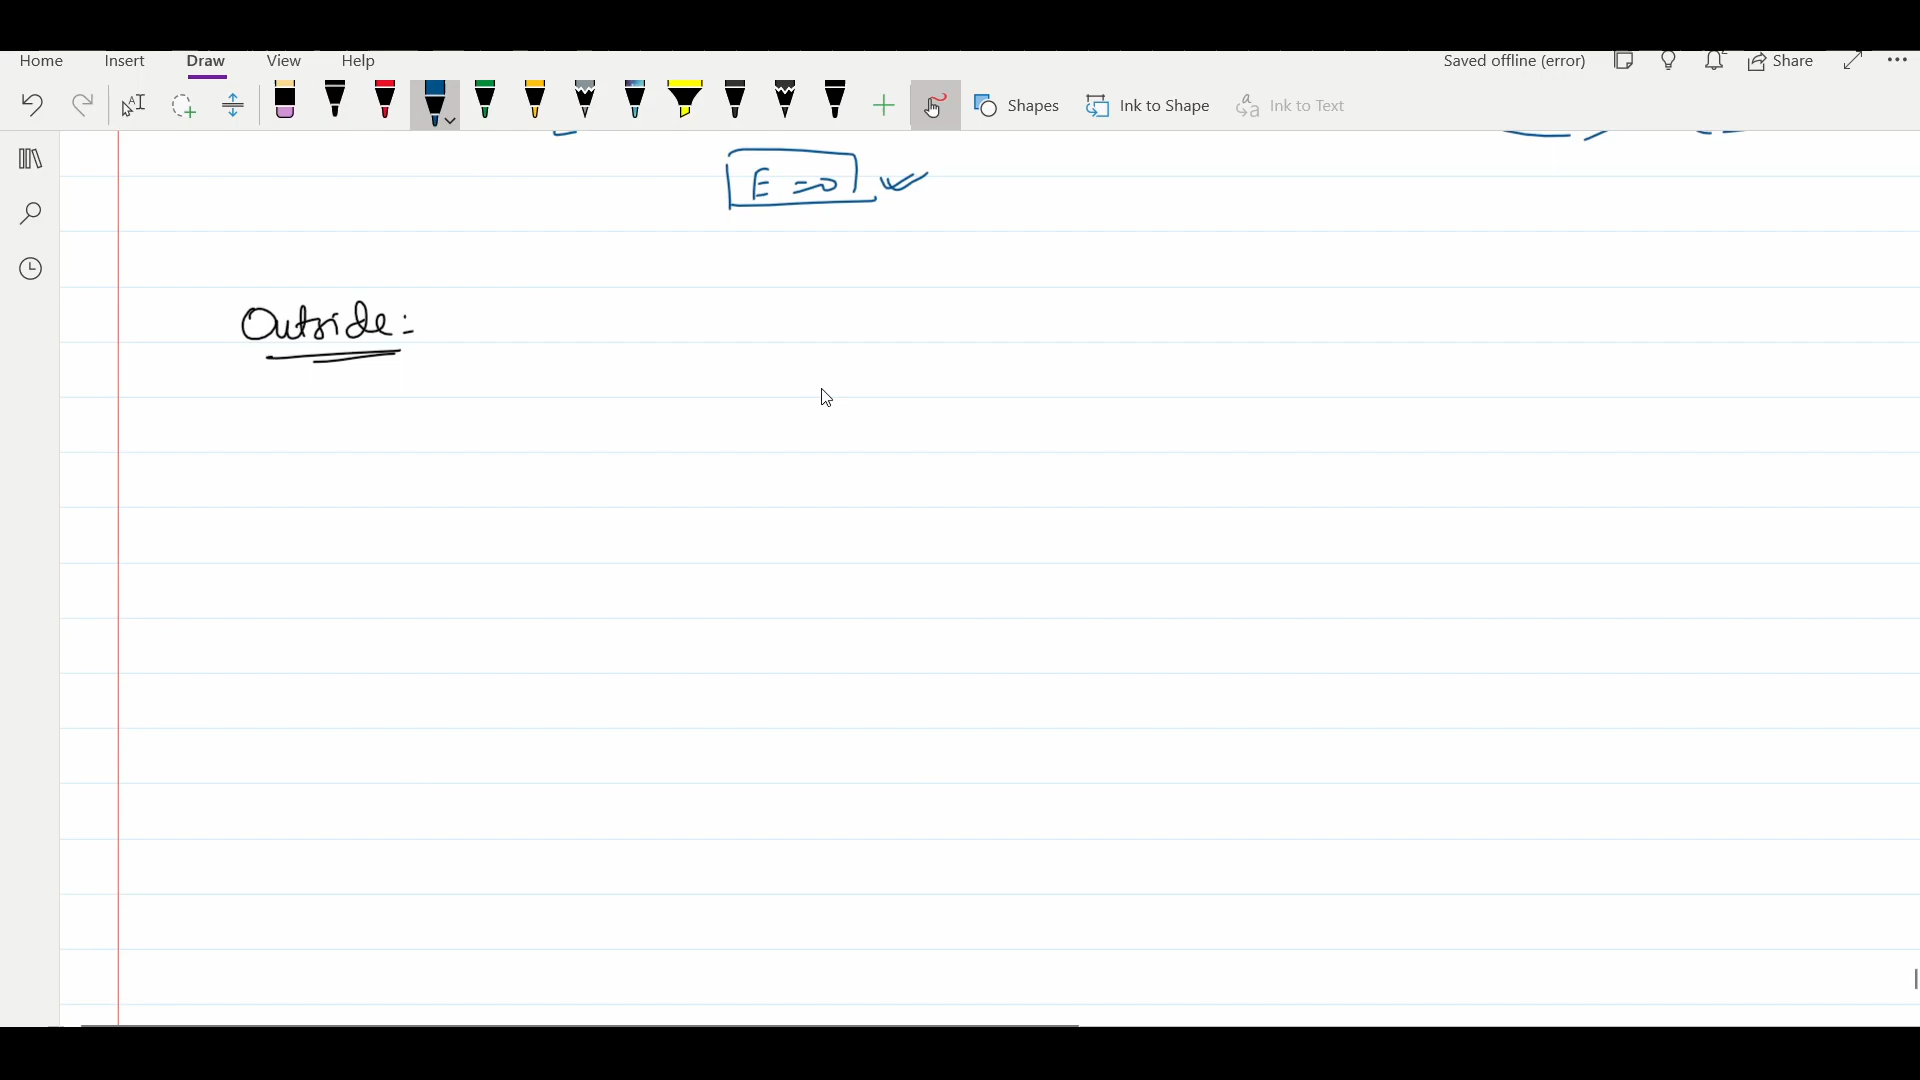 Home Insert Draw View Help Saved offline (error) Share
Shapes Ink to Shape Ink to Text
E = 0
Outside: